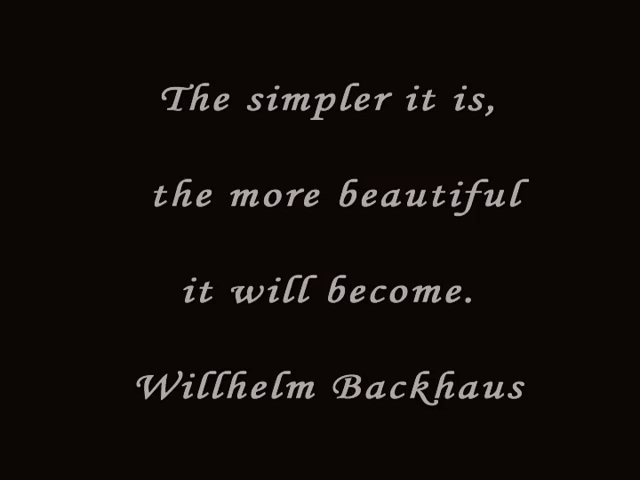 The simpler it is,
the more beautiful
it will become.
Willhelm Backhaus